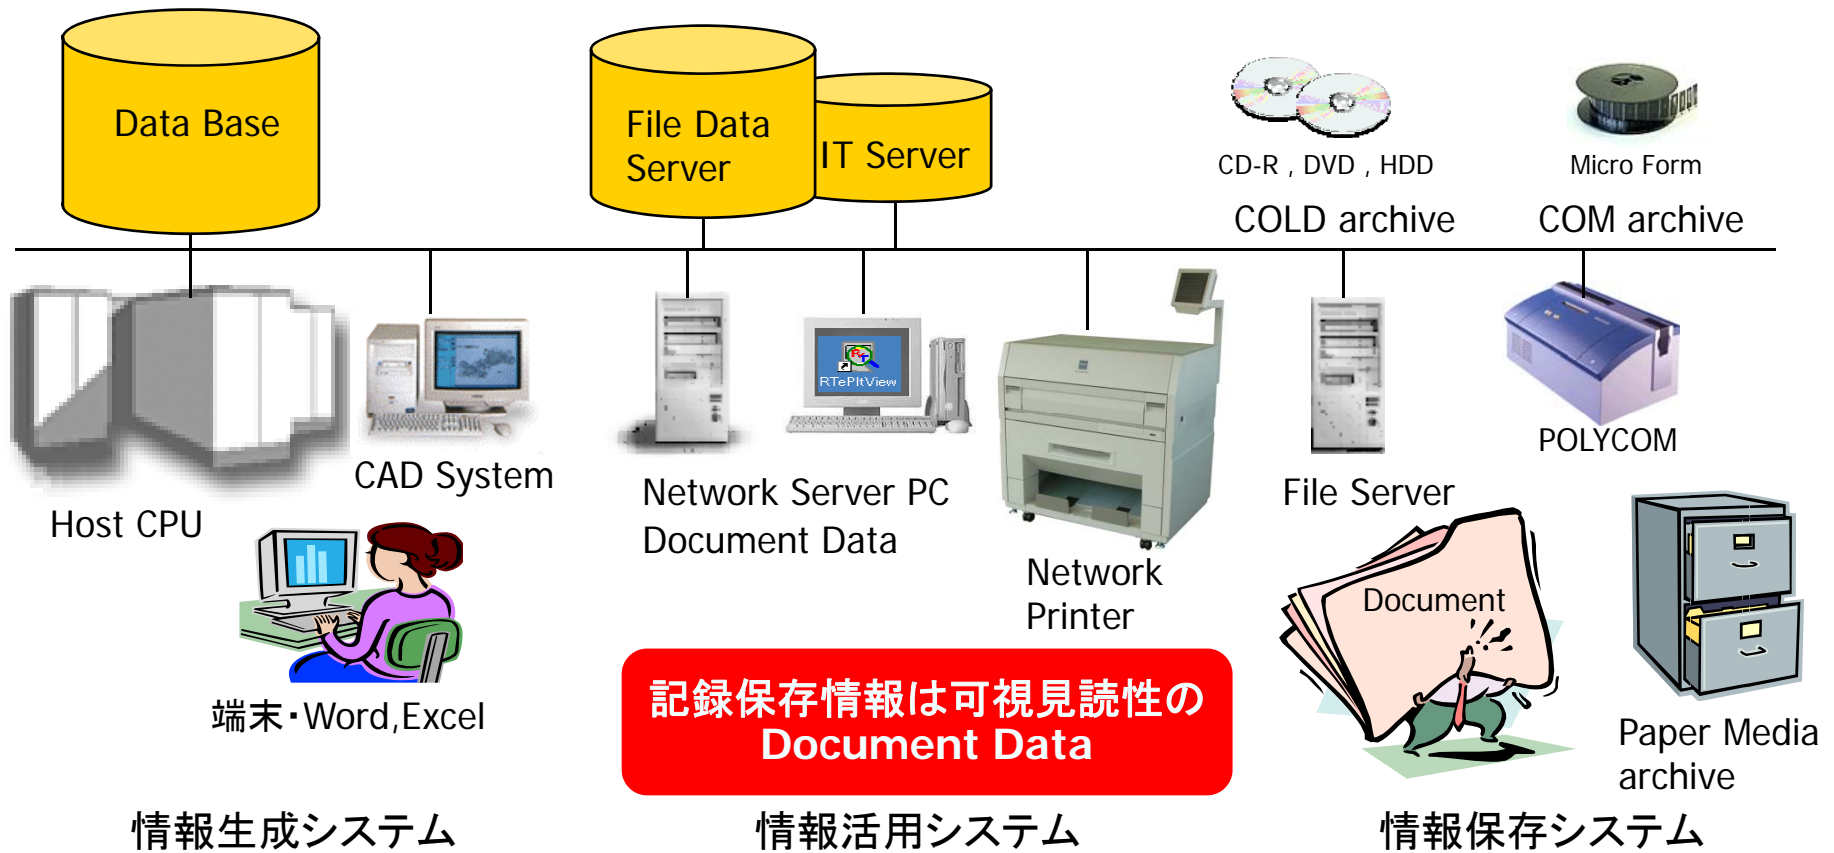 Data Base
File Data
Server
IT Server
CD-R , DVD , HDD
COLD archive
Micro Form
COM archive
Host CPU
CAD System
RTePltView
Network Server PC
Document Data
Network
Printer
File Server
POLYCOM
Document
Paper Media
archive
端末・Word,Excel
記録保存情報は可視見読性の
Document Data
情報生成システム
情報活用システム
情報保存システム